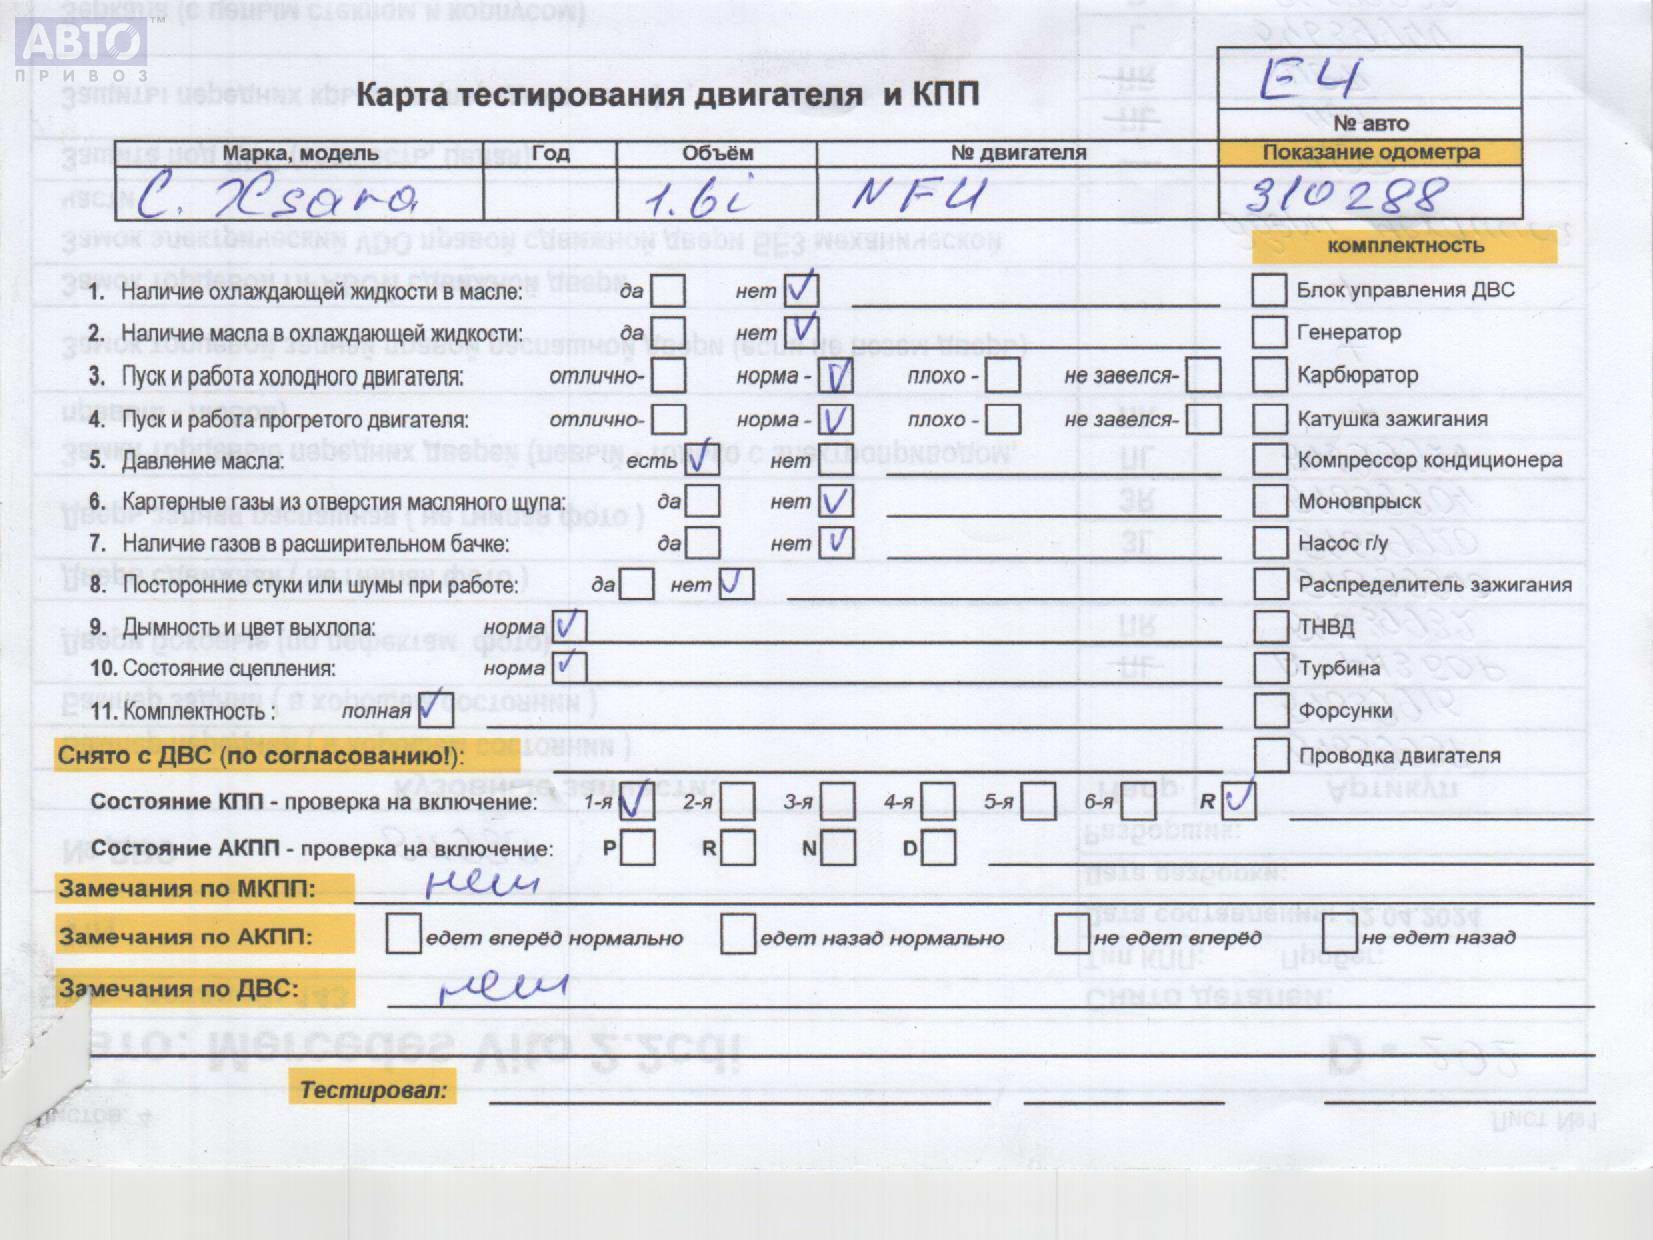 АВТО™
ПРИВОЗ
Карта тестирования двигателя и КПП
E4
№ авто
Марка, модель Год Объём № двигателя Показание одометра
C. Xsara 1.6i NFU 310288
комплектность
1. Наличие охлаждающей жидкости в масле: да нет Блок управления ДВС
2. Наличие масла в охлаждающей жидкости: да нет Генератор
3. Пуск и работа холодного двигателя: отлично- норма - плохо - не завелся- Карбюратор
4. Пуск и работа прогретого двигателя: отлично- норма - плохо - не завелся- Катушка зажигания
5. Давление масла: есть нет Компрессор кондиционера
6. Картерные газы из отверстия масляного щупа: да нет Моновпрыск
7. Наличие газов в расширительном бачке: да нет Насос г/у
8. Посторонние стуки или шумы при работе: да нет Распределитель зажигания
9. Дымность и цвет выхлопа: норма ТНВД
10. Состояние сцепления: норма Турбина
11. Комплектность : полная Форсунки
Снято с ДВС (по согласованию!): Проводка двигателя
Состояние КПП - проверка на включение: 1-я 2-я 3-я 4-я 5-я 6-я R
Состояние АКПП - проверка на включение: P R N D
Замечания по МКПП: нет
Замечания по АКПП: едет вперёд нормально едет назад нормально не едет вперёд не едет назад
Замечания по ДВС: нет
Тестировал: